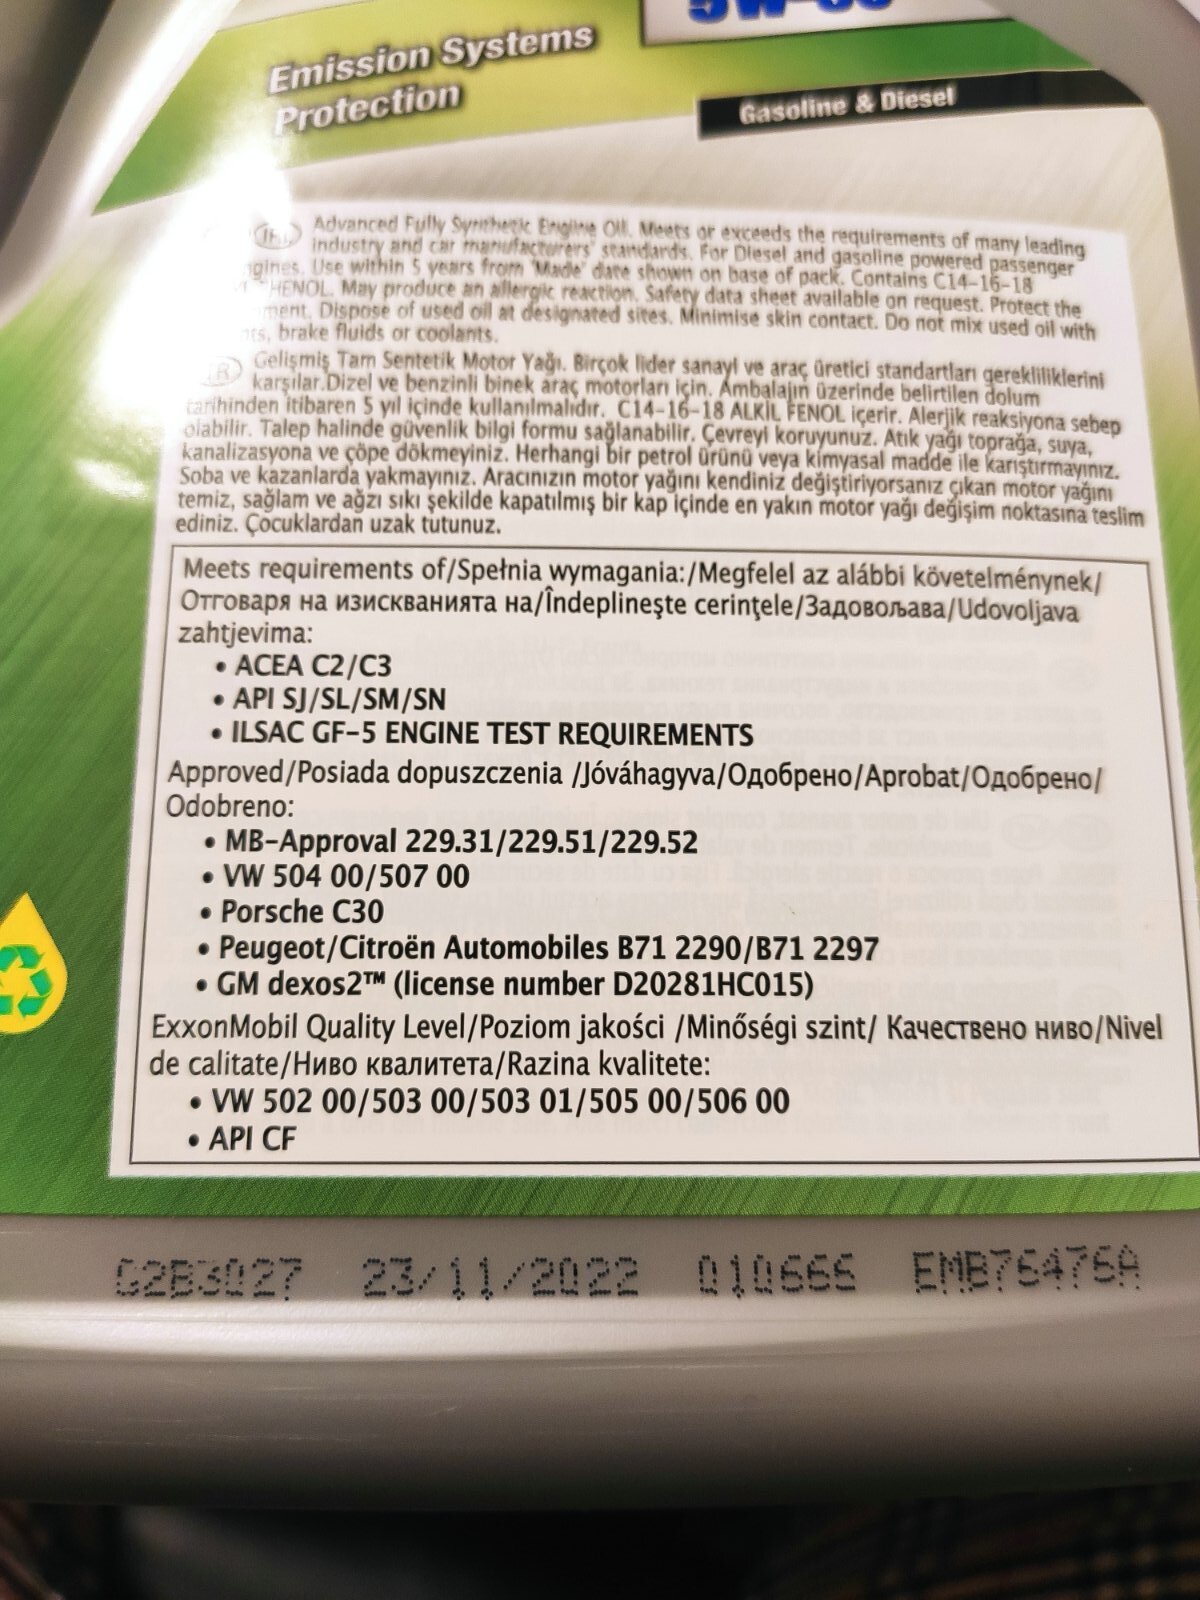 5W-30
Emission Systems
Protection
Gasoline & Diesel
Advanced Fully Synthetic Engine Oil. Meets or exceeds the requirements of many leading
industry and car manufacturers' standards. For Diesel and gasoline powered passenger
Use within 5 years from 'Made' date shown on base of pack. Contains C14-16-18
May produce an allergic reaction. Safety data sheet available on request. Protect the
Dispose of used oil at designated sites. Minimise skin contact. Do not mix used oil with
brake fluids or coolants.
Gelişmiş Tam Sentetik Motor Yağı. Birçok lider sanayi ve araç üretici standartları gerekliliklerini
karşılar.Dizel ve benzinli binek araç motorları için. Ambalajın üzerinde belirtilen dolum
tarihinden itibaren 5 yıl içinde kullanılmalıdır. C14-16-18 ALKİL FENOL içerir. Alerjik reaksiyona sebep
olabilir. Talep halinde güvenlik bilgi formu sağlanabilir. Çevreyi koruyunuz. Atık yağı toprağa, suya,
kanalizasyona ve çöpe dökmeyiniz. Herhangi bir petrol ürünü veya kimyasal madde ile karıştırmayınız.
Soba ve kazanlarda yakmayınız. Aracınızın motor yağını kendiniz değiştiriyorsanız çıkan motor yağını
temiz, sağlam ve ağzı sıkı şekilde kapatılmış bir kap içinde en yakın motor yağı değişim noktasına teslim
ediniz. Çocuklardan uzak tutunuz.
Meets requirements of/Spełnia wymagania:/Megfelel az alábbi követelménynek/
Отговаря на изискванията на/Îndeplineşte cerinţele/Задовољава/Udovoljava
zahtjevima:
• ACEA C2/C3
• API SJ/SL/SM/SN
• ILSAC GF-5 ENGINE TEST REQUIREMENTS
Approved/Posiada dopuszczenia /Jóváhagyva/Одобрено/Aprobat/Одобрено/
Odobreno:
• MB-Approval 229.31/229.51/229.52
• VW 504 00/507 00
• Porsche C30
• Peugeot/Citroën Automobiles B71 2290/B71 2297
• GM dexos2™ (license number D20281HC015)
ExxonMobil Quality Level/Poziom jakości /Minőségi szint/ Качествено ниво/Nivel
de calitate/Ниво квалитета/Razina kvalitete:
• VW 502 00/503 00/503 01/505 00/506 00
• API CF
G2B3027 23/11/2022 010666 EMB76476A